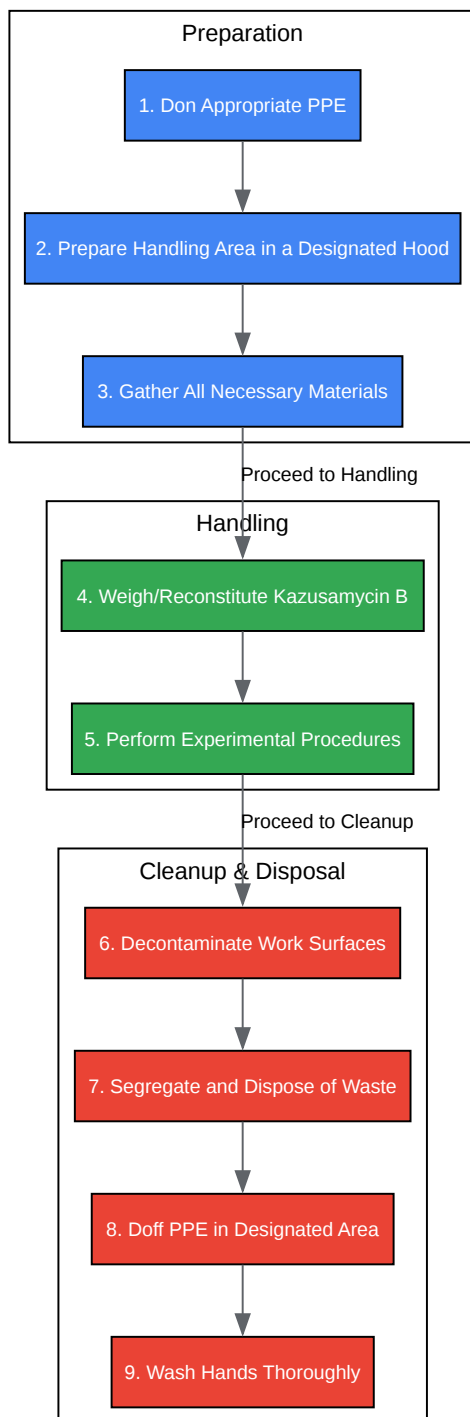 Preparation
1. Don Appropriate PPE
2. Prepare Handling Area in a Designated Hood
3. Gather All Necessary Materials
Proceed to Handling
Handling
4. Weigh/Reconstitute Kazusamycin B
5. Perform Experimental Procedures
Proceed to Cleanup
Cleanup & Disposal
6. Decontaminate Work Surfaces
7. Segregate and Dispose of Waste
8. Doff PPE in Designated Area
9. Wash Hands Thoroughly